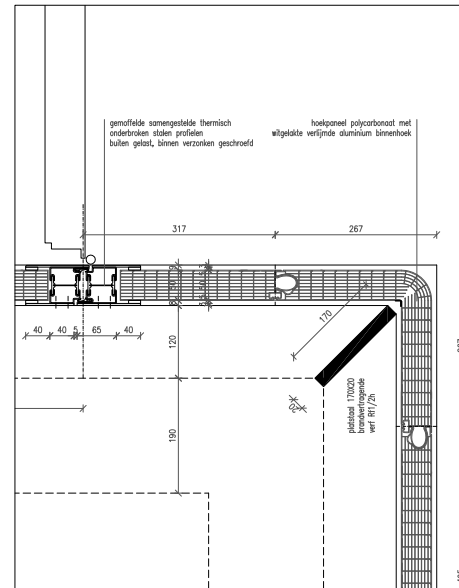 gemoffelde samengestelde thermisch
onderbroken stalen profielen
buiten gelast, binnen verzonken geschroefd
hoekpaneel polycarbonaat met
witgelakte verlijmde aluminium binnenhoek
317
267
40
40
5
65
40
120
170
190
platstaal 170X20
brandvertragende
verf Rf1/2h